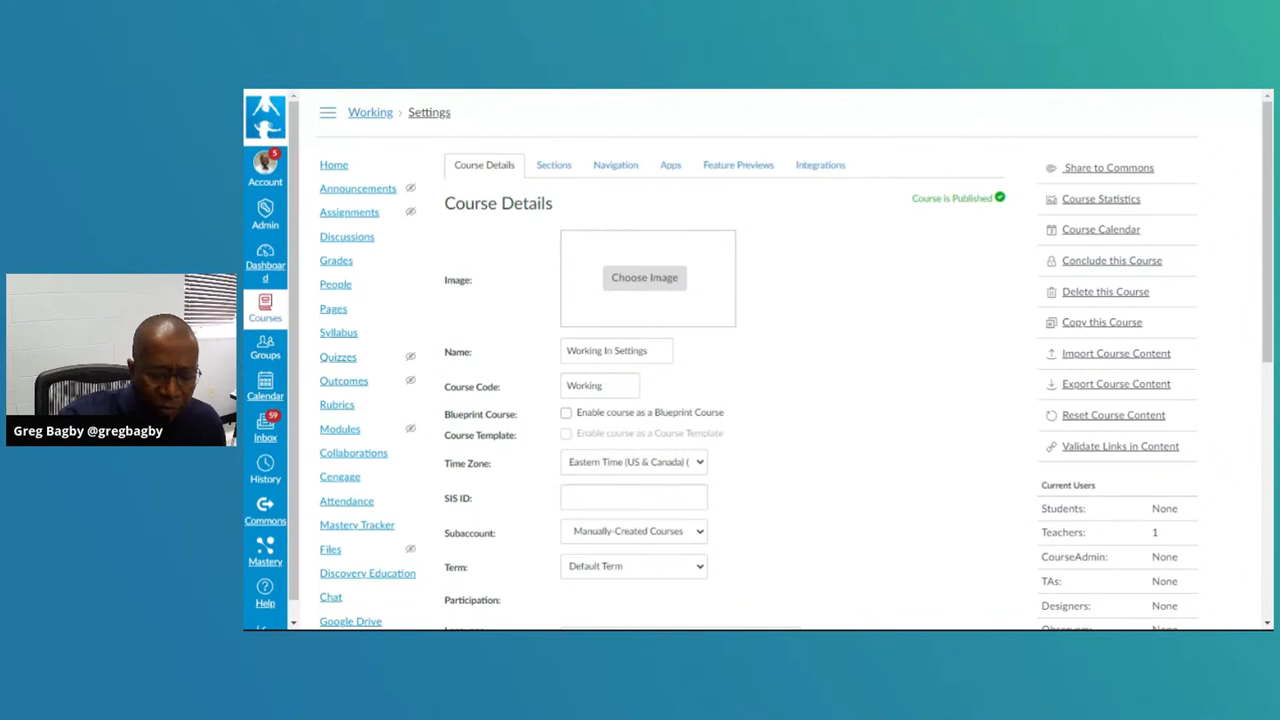 Working › Settings
5
Account
Admin
Dashboar
d
Courses
Groups
Calendar
59
Inbox
History
Commons
Mastery
Help
Home
Announcements
Assignments
Discussions
Grades
People
Pages
Syllabus
Quizzes
Outcomes
Rubrics
Modules
Collaborations
Cengage
Attendance
Mastery Tracker
Files
Discovery Education
Chat
Google Drive
Course Details Sections Navigation Apps Feature Previews Integrations
Course Details
Course is Published
Image: Choose Image
Name: Working In Settings
Course Code: Working
Blueprint Course: Enable course as a Blueprint Course
Course Template: Enable course as a Course Template
Time Zone: Eastern Time (US & Canada) (
SIS ID:
Subaccount: Manually-Created Courses
Term: Default Term
Participation:
Share to Commons
Course Statistics
Course Calendar
Conclude this Course
Delete this Course
Copy this Course
Import Course Content
Export Course Content
Reset Course Content
Validate Links in Content
Current Users
Students: None
Teachers: 1
CourseAdmin: None
TAs: None
Designers: None
Greg Bagby @gregbagby